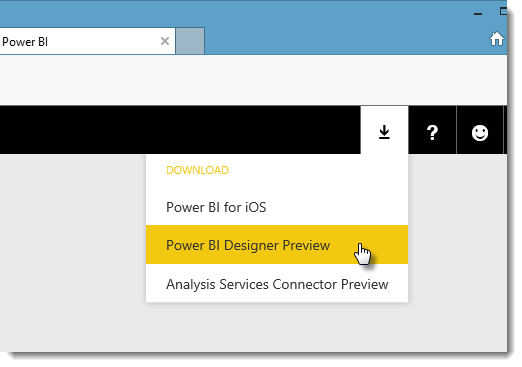 Power BI
?
DOWNLOAD
Power BI for iOS
Power BI Designer Preview
Analysis Services Connector Preview